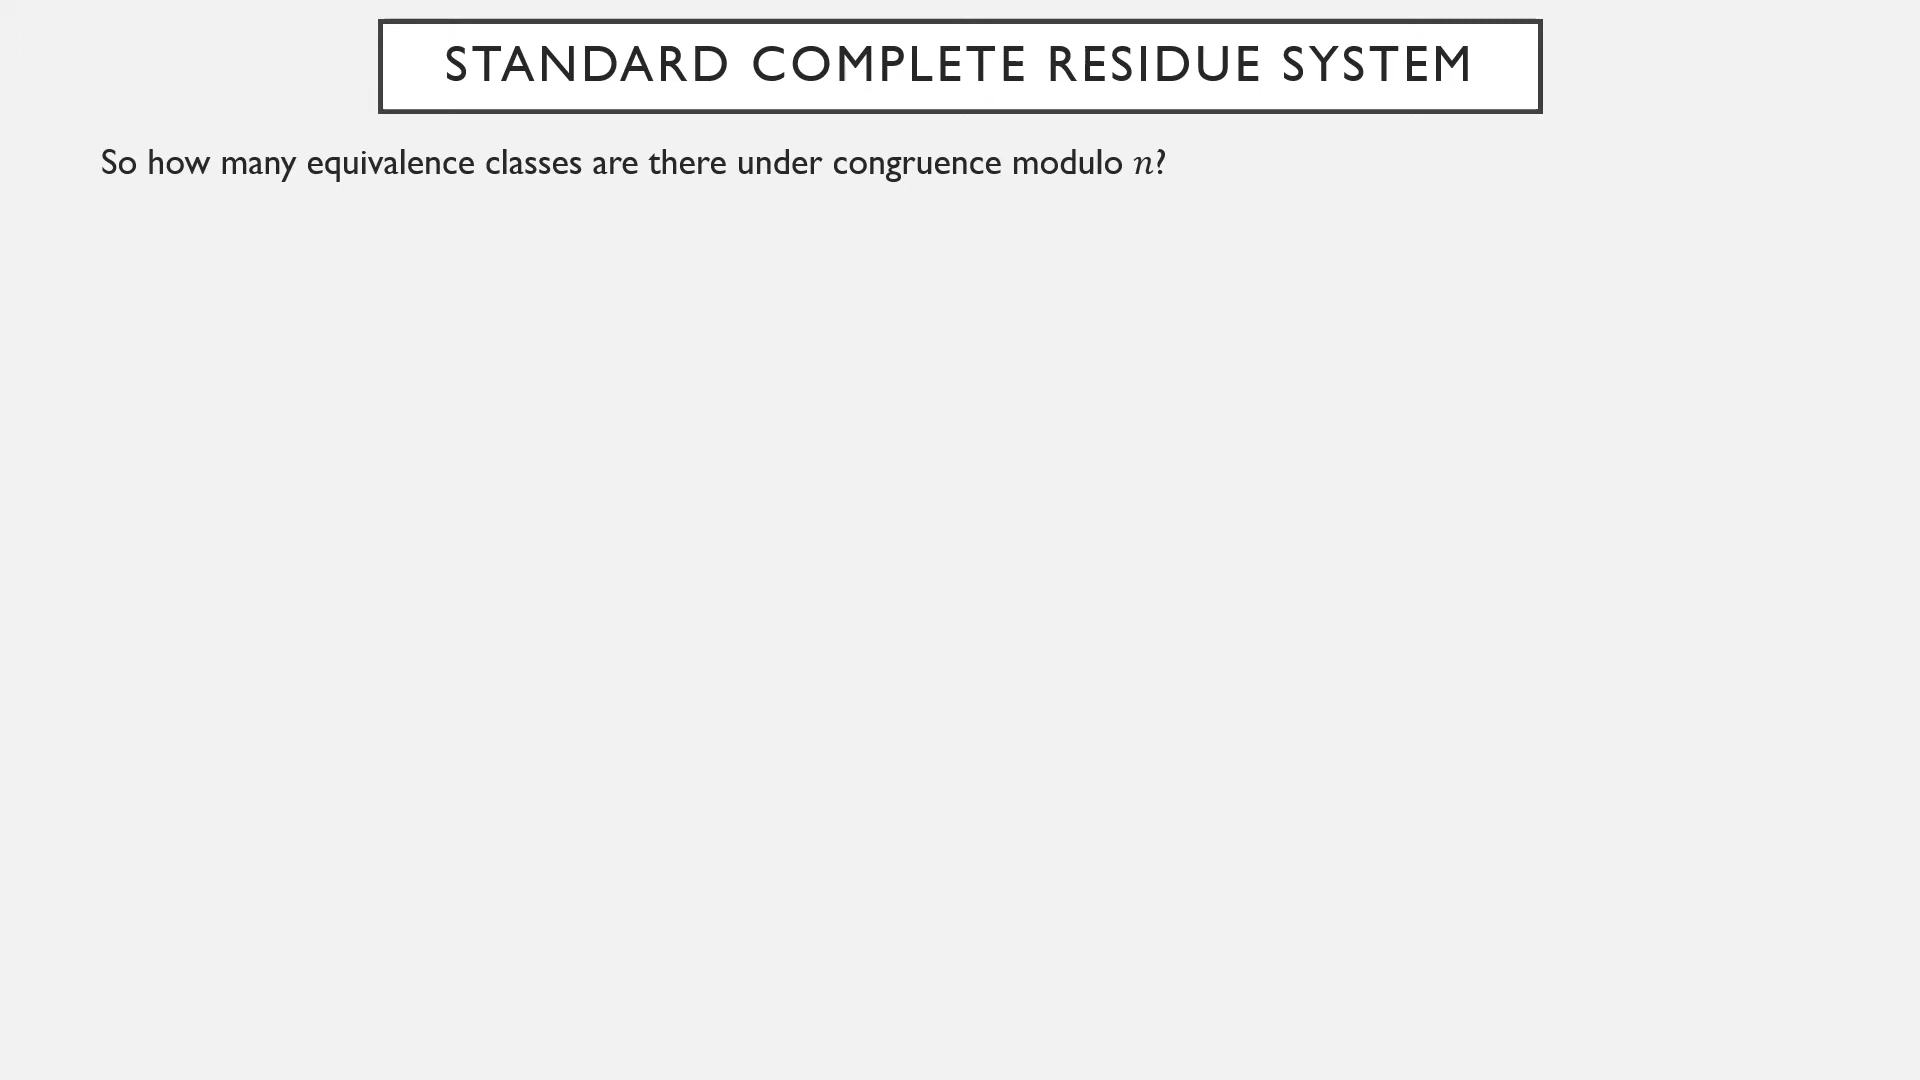 STANDARD COMPLETE RESIDUE SYSTEM
So how many equivalence classes are there under congruence modulo n?